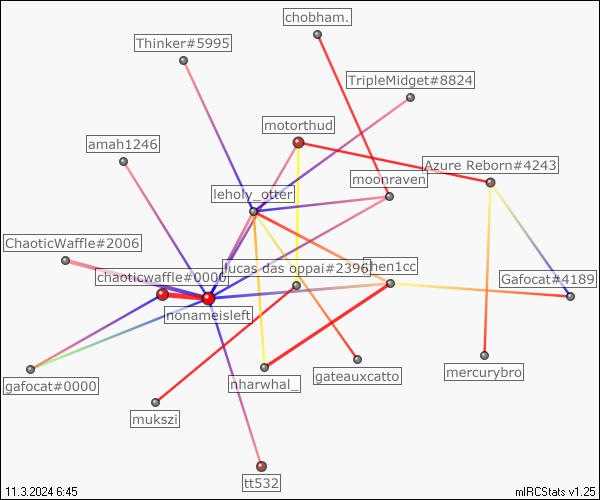 chobham.
Thinker#5995
TripleMidget#8824
motorthud
amah1246
Azure Reborn#4243
moonraven
leholy_otter
ChaoticWaffle#2006
chaoticwaffle#0000
lucas das oppai#2396
hen1cc
Gafocat#4189
nonameisleft
gafocat#0000
nharwhal_
gateauxcatto
mercurybro
mukszi
tt532
11.3.2024 6:45
mIRCStats v1.25